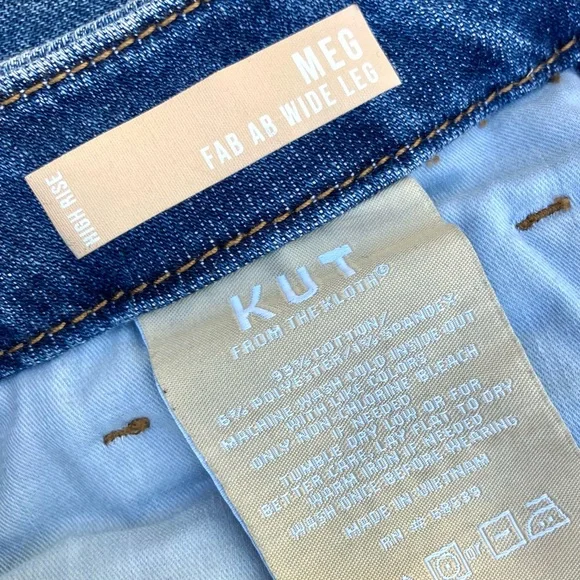 MEG
FAB AB WIDE LEG
HIGH RISE
KUT
FROM THE KLOTH®
93% COTTON/
6% POLYESTER/1% SPANDEX
MACHINE WASH COLD INSIDE OUT
WITH LIKE COLORS
ONLY NON-CHLORINE BLEACH
IF NEEDED
TUMBLE DRY LOW OR FOR
BETTER CARE LAY FLAT TO DRY
WARM IRON IF NEEDED
WASH ONCE BEFORE WEARING
MADE IN VIETNAM
RN #
or